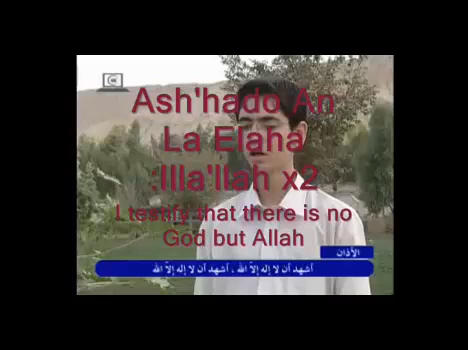 Ash'hado An
La Elaha
:Illa'llah x2
I testify that there is no
God but Allah
الأذان
أشهد أن لا إله إلاّ الله ، أشهد أن لا إله إلاّ الله